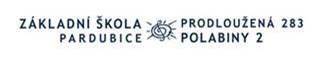 ZÁKLADNÍ ŠKOLA PRODLOUŽENÁ 283
PARDUBICE POLABINY 2